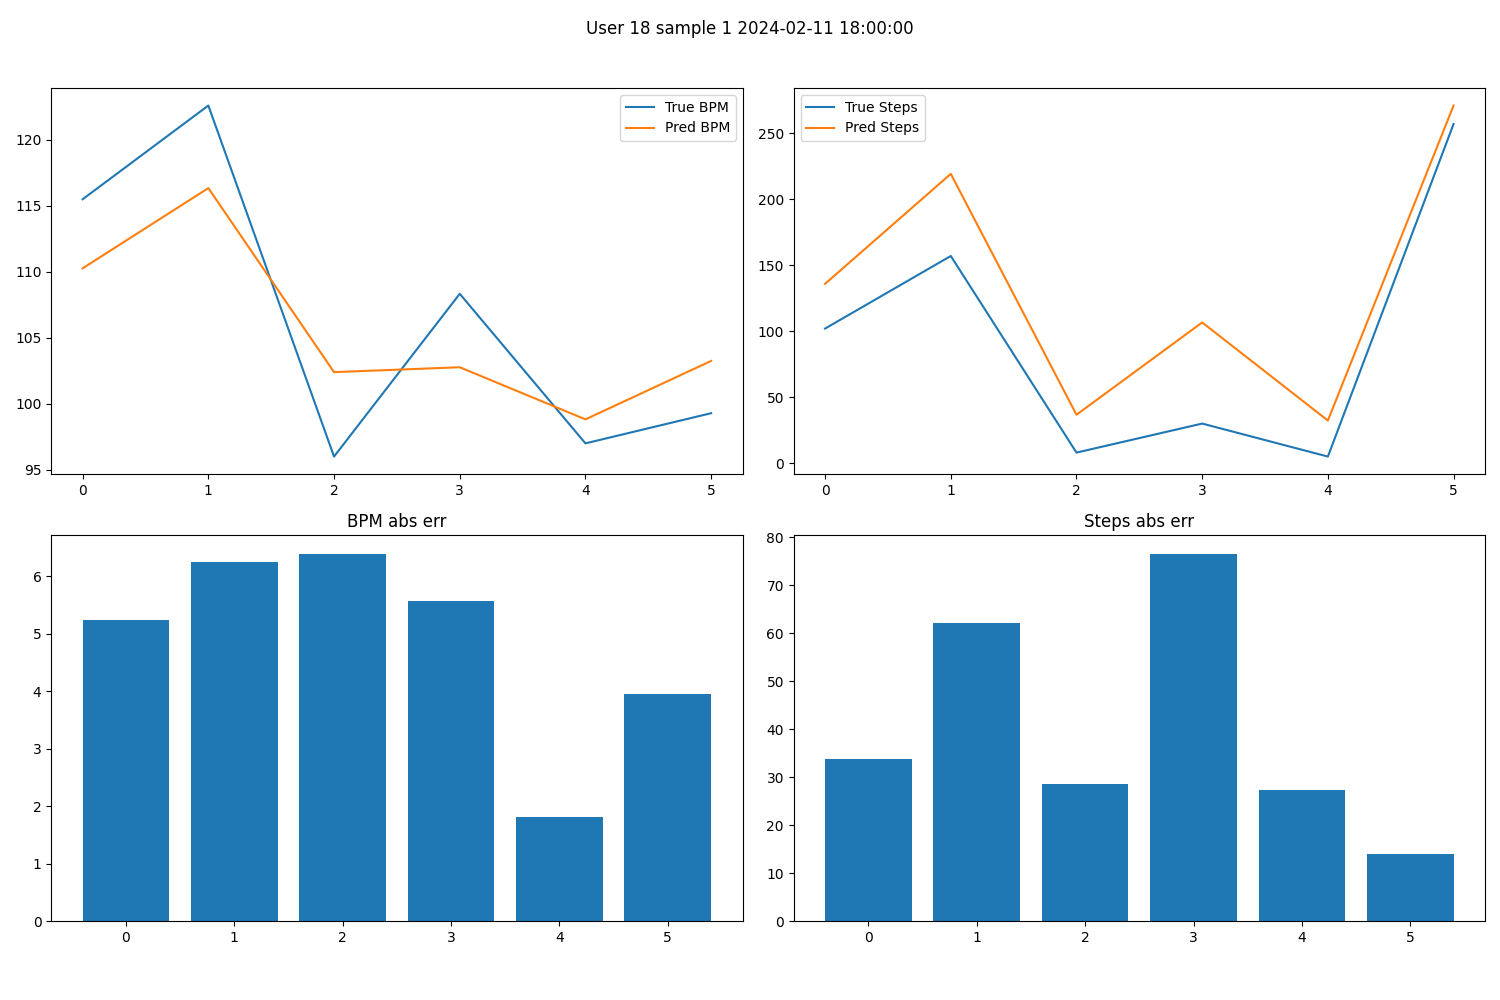 User 18 sample 1 2024-02-11 18:00:00
True BPM
Pred BPM
120
115
110
105
100
95
0 1 2 3 4 5
True Steps
Pred Steps
250
200
150
100
50
0
0 1 2 3 4 5
BPM abs err
6
5
4
3
2
1
0
0 1 2 3 4 5
Steps abs err
80
70
60
50
40
30
20
10
0
0 1 2 3 4 5